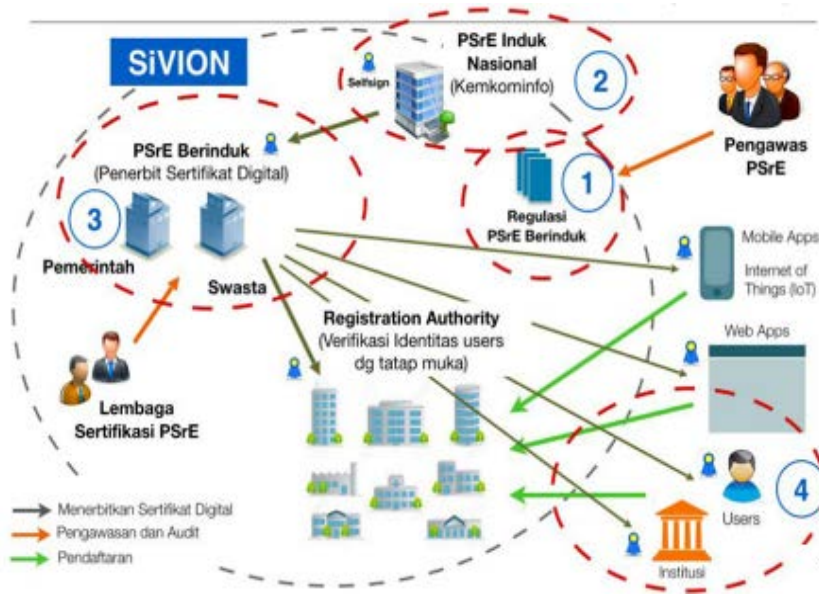 SiVION
PSrE Induk
Nasional
(Kemkominfo)
2
Selfsign
PSrE Berinduk
(Penerbit Sertifikat Digital)
3
Pemerintah
Swasta
1
Regulasi
PSrE Berinduk
Pengawas
PSrE
Mobile Apps
Internet of
Things (IoT)
Web Apps
Registration Authority
(Verifikasi Identitas users
dg tatap muka)
Lembaga
Sertifikasi PSrE
4
Users
Institusi
Menerbitkan Sertifikat Digital
Pengawasan dan Audit
Pendaftaran